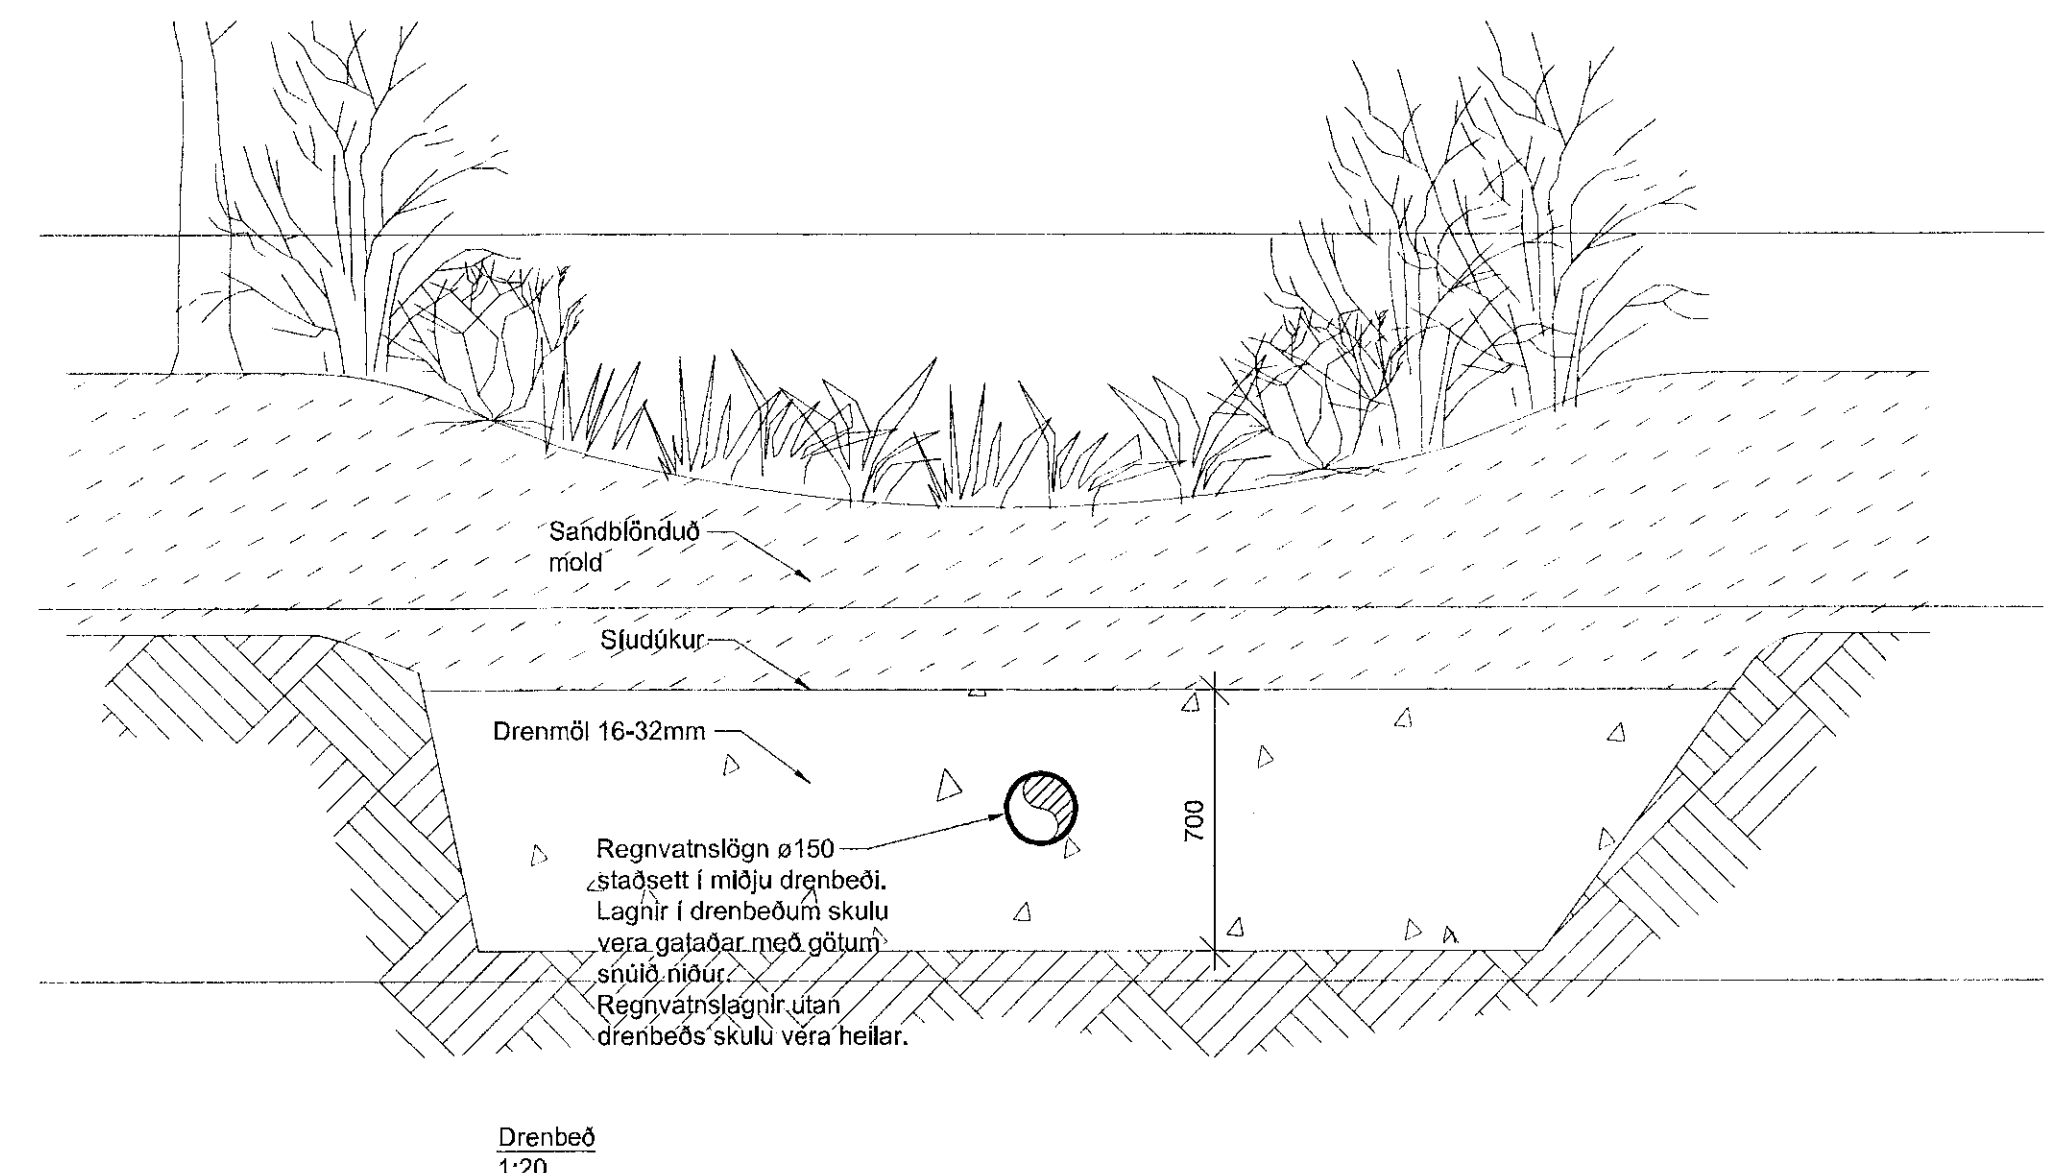 Sandblönduð
mold
Síudúkur
Drenmöl 16-32mm
700
Regnvatnslögn ø150
staðsett í miðju drenbeði.
Lagnir í drenbeðum skulu
vera gataðar með götum
snúið niður.
Regnvatnslagnir utan
drenbeðs skulu vera heilar.
Drenbeð
1:20